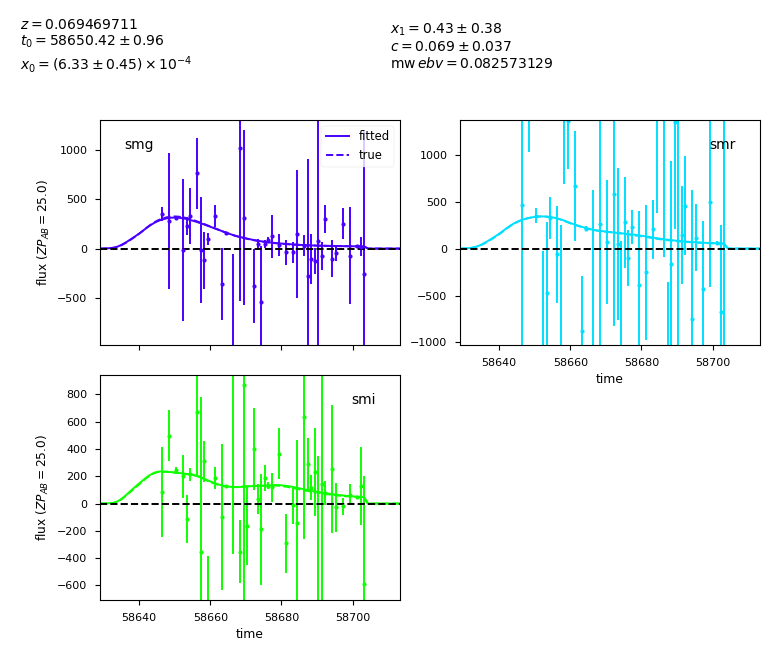 z = 0.069469711
t₀ = 58650.42 ± 0.96
x₀ = (6.33 ± 0.45) × 10⁻⁴
x₁ = 0.43 ± 0.38
c = 0.069 ± 0.037
mw ebv = 0.082573129
smg
fitted
true
1000
500
0
−500
flux (ZP_AB = 25.0)
smr
1000
500
0
−500
−1000
58640 58660 58680 58700
time
smi
800
600
400
200
0
−200
−400
−600
flux (ZP_AB = 25.0)
58640 58660 58680 58700
time